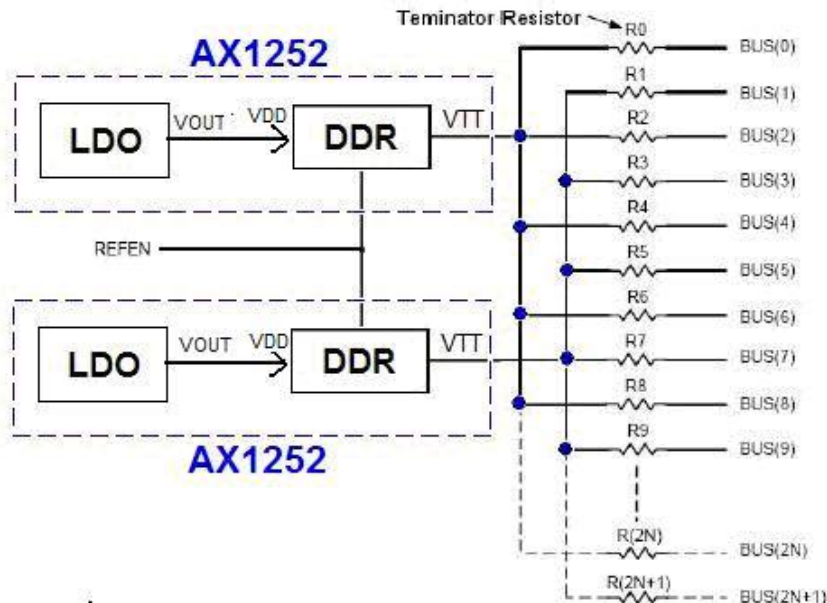 Teminator Resistor
R0
BUS(0)
AX1252
R1
BUS(1)
LDO
VOUT
VDD
DDR
VTT
R2
BUS(2)
R3
BUS(3)
R4
BUS(4)
REFEN
R5
BUS(5)
R6
BUS(6)
LDO
VOUT
VDD
DDR
VTT
R7
BUS(7)
R8
BUS(8)
AX1252
R9
BUS(9)
R(2N)
BUS(2N)
R(2N+1)
BUS(2N+1)